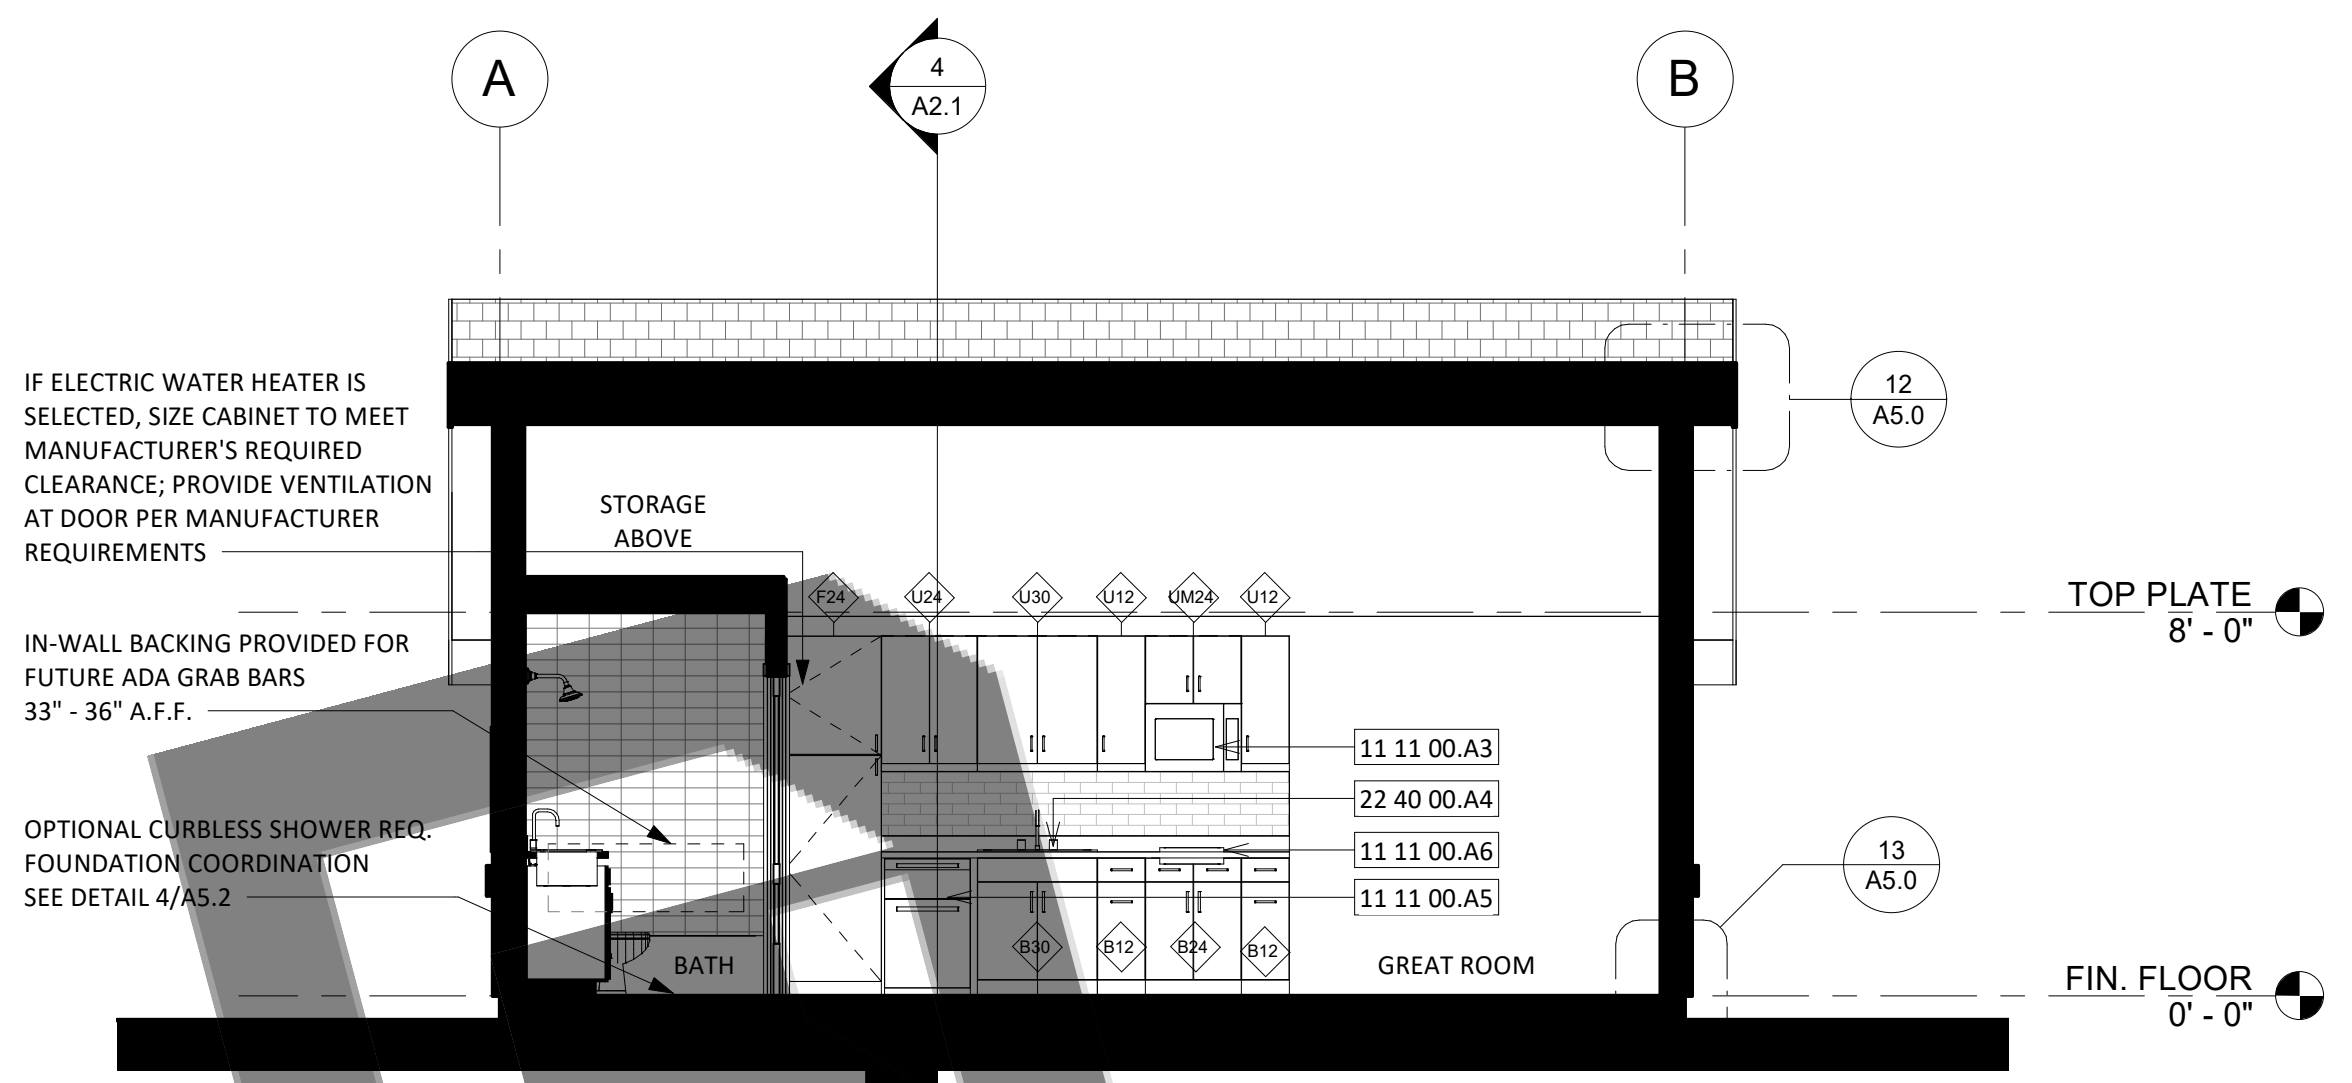 A
4
A2.1
B
IF ELECTRIC WATER HEATER IS
SELECTED, SIZE CABINET TO MEET
MANUFACTURER'S REQUIRED
CLEARANCE; PROVIDE VENTILATION
AT DOOR PER MANUFACTURER
REQUIREMENTS
12
A5.0
STORAGE
ABOVE
F24
U24
U30
U12
UM24
U12
TOP PLATE
8' - 0"
IN-WALL BACKING PROVIDED FOR
FUTURE ADA GRAB BARS
33" - 36" A.F.F.
11 11 00.A3
22 40 00.A4
11 11 00.A6
11 11 00.A5
OPTIONAL CURBLESS SHOWER REQ.
FOUNDATION COORDINATION
SEE DETAIL 4/A5.2
13
A5.0
B30
B12
B24
B12
BATH
GREAT ROOM
FIN. FLOOR
0' - 0"